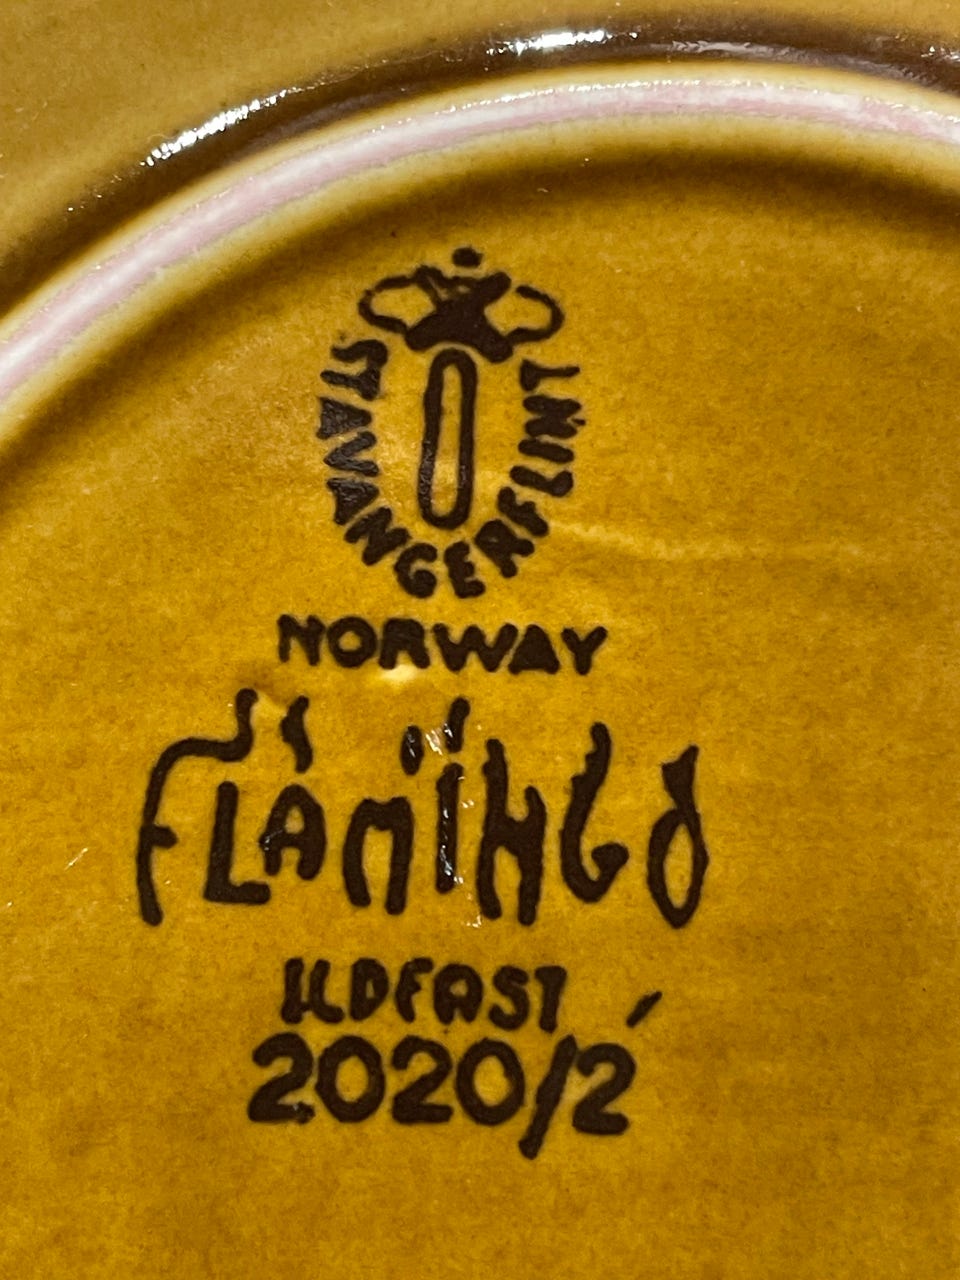 STAVANGERFLINT
NORWAY
FLAMINGO
ILDFAST
2020/2